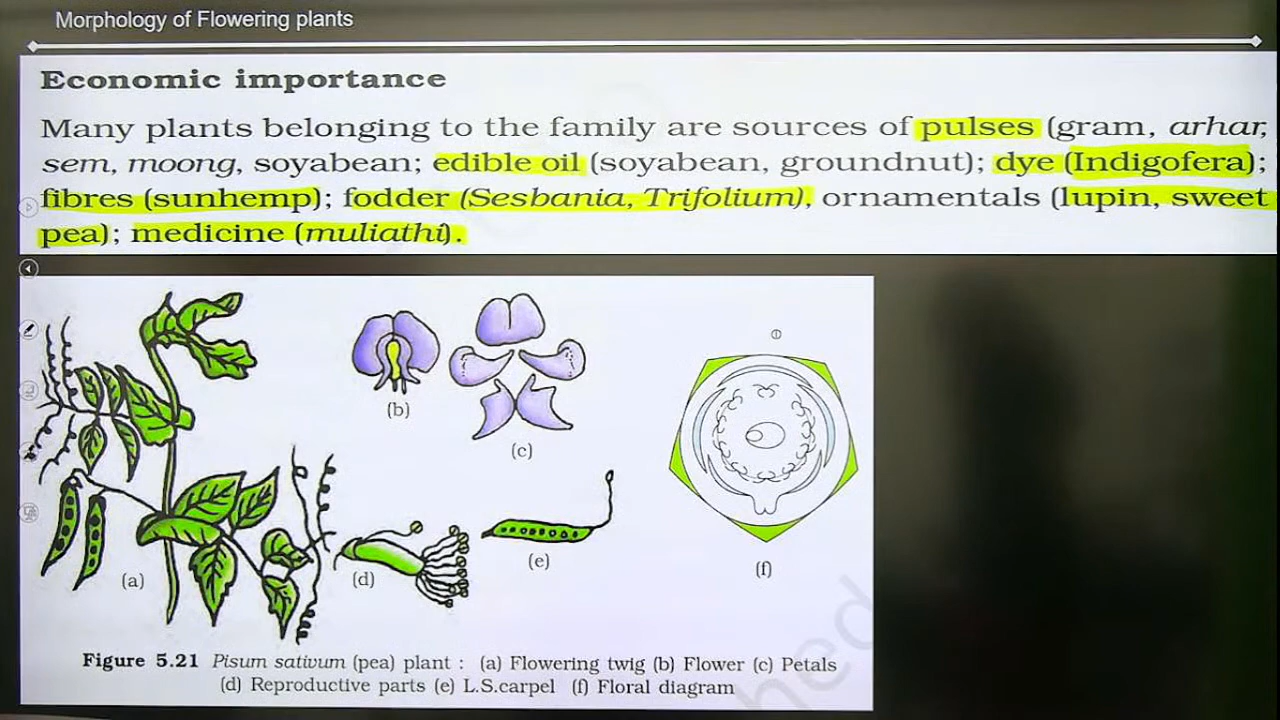 Morphology of Flowering plants
Economic importance
Many plants belonging to the family are sources of pulses (gram, arhar,
sem, moong, soyabean; edible oil (soyabean, groundnut); dye (Indigofera);
fibres (sunhemp); fodder (Sesbania, Trifolium), ornamentals (lupin, sweet
pea); medicine (muliathi).
(b)
(c)
(a)
(d)
(e)
(f)
Figure 5.21 Pisum sativum (pea) plant : (a) Flowering twig (b) Flower (c) Petals
(d) Reproductive parts (e) L.S.carpel (f) Floral diagram
hed